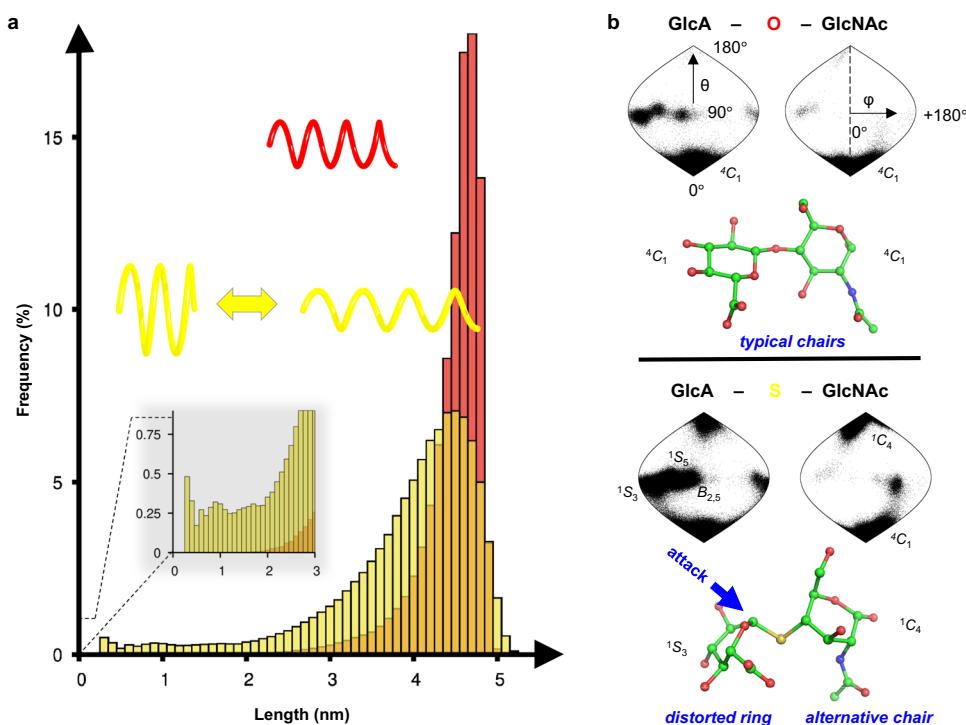 a
Frequency (%)
15
10
5
0
0.75
0.5
0.25
0
0 1 2 3
0 1 2 3 4 5
Length (nm)
b
GlcA – O – GlcNAc
180°
θ
90°
φ
0°
+180°
⁴C₁
⁴C₁
0°
⁴C₁
⁴C₁
typical chairs
GlcA – S – GlcNAc
¹C₄
¹S₅
¹S₃
B₂,₅
⁴C₁
attack
¹S₃
¹C₄
distorted ring
alternative chair